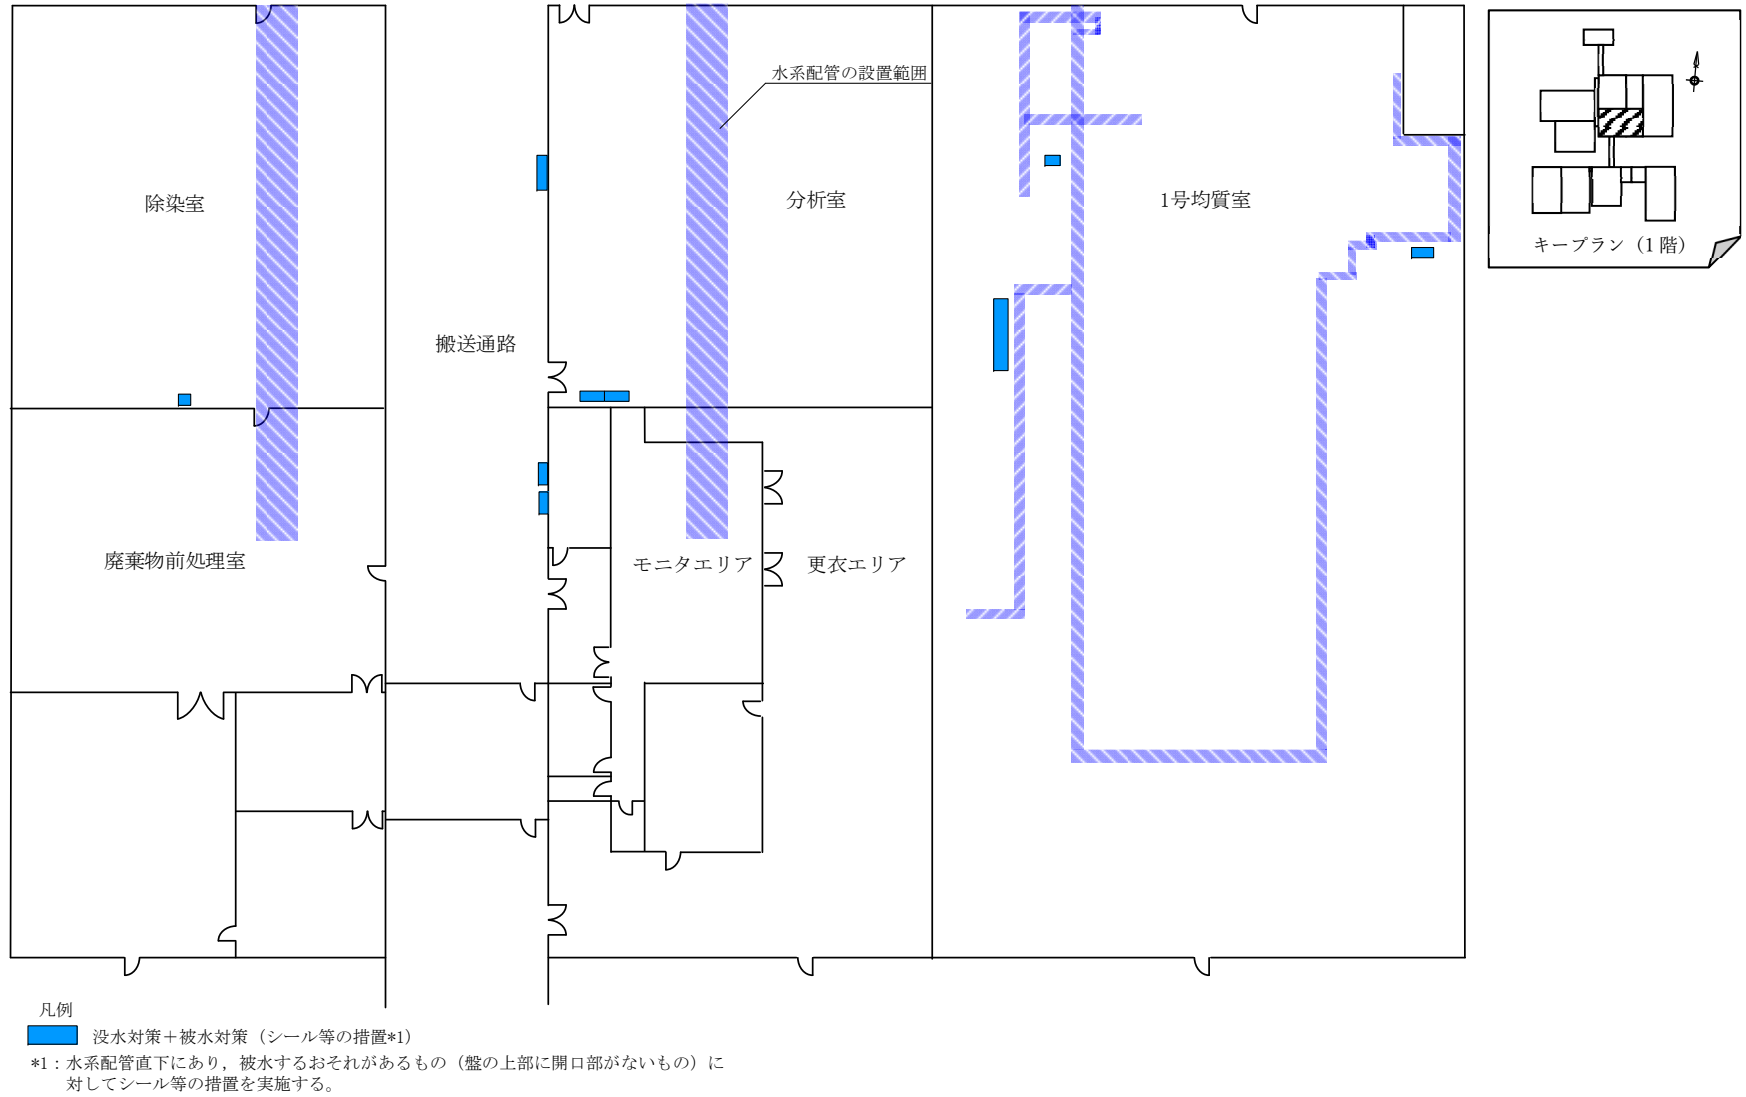 水系配管の設置範囲
除染室
分析室
1号均質室
キープラン（1 階）
搬送通路
廃棄物前処理室
モニタエリア
更衣エリア
凡例
没水対策＋被水対策（シール等の措置*1）
*1：水系配管直下にあり，被水するおそれがあるもの（盤の上部に開口部がないもの）に
対してシール等の措置を実施する。